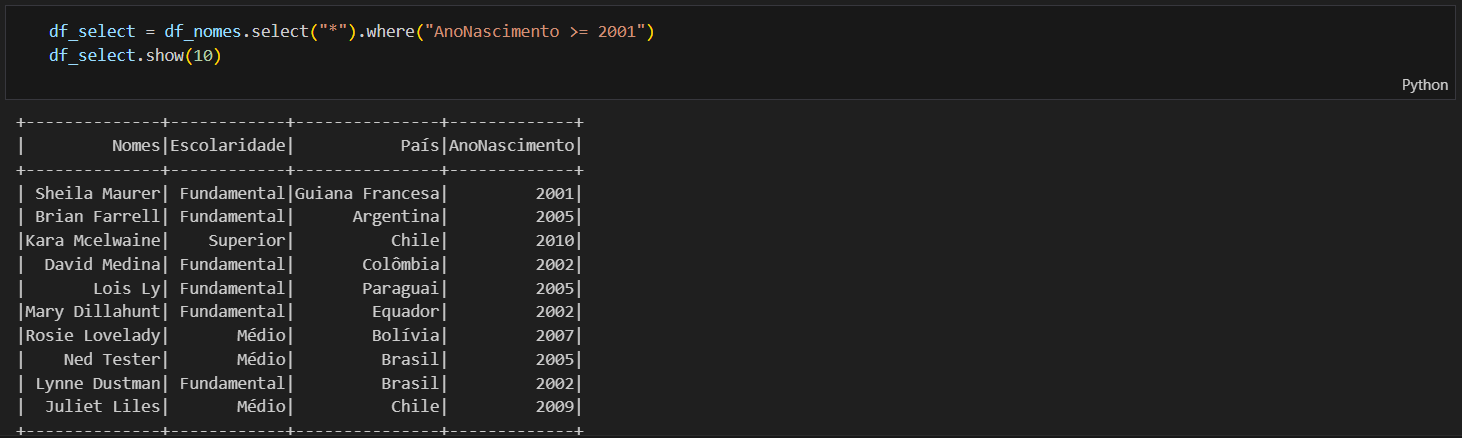 df_select = df_nomes.select("*").where("AnoNascimento >= 2001")
df_select.show(10)
Python
+--------------+------------+---------------+-------------+
|         Nomes|Escolaridade|           País|AnoNascimento|
+--------------+------------+---------------+-------------+
| Sheila Maurer| Fundamental|Guiana Francesa|         2001|
| Brian Farrell| Fundamental|      Argentina|         2005|
|Kara Mcelwaine|    Superior|          Chile|         2010|
|  David Medina| Fundamental|       Colômbia|         2002|
|       Lois Ly| Fundamental|       Paraguai|         2005|
|Mary Dillahunt| Fundamental|        Equador|         2002|
|Rosie Lovelady|       Médio|        Bolívia|         2007|
|    Ned Tester|       Médio|         Brasil|         2005|
| Lynne Dustman| Fundamental|         Brasil|         2002|
|  Juliet Liles|       Médio|          Chile|         2009|
+--------------+------------+---------------+-------------+